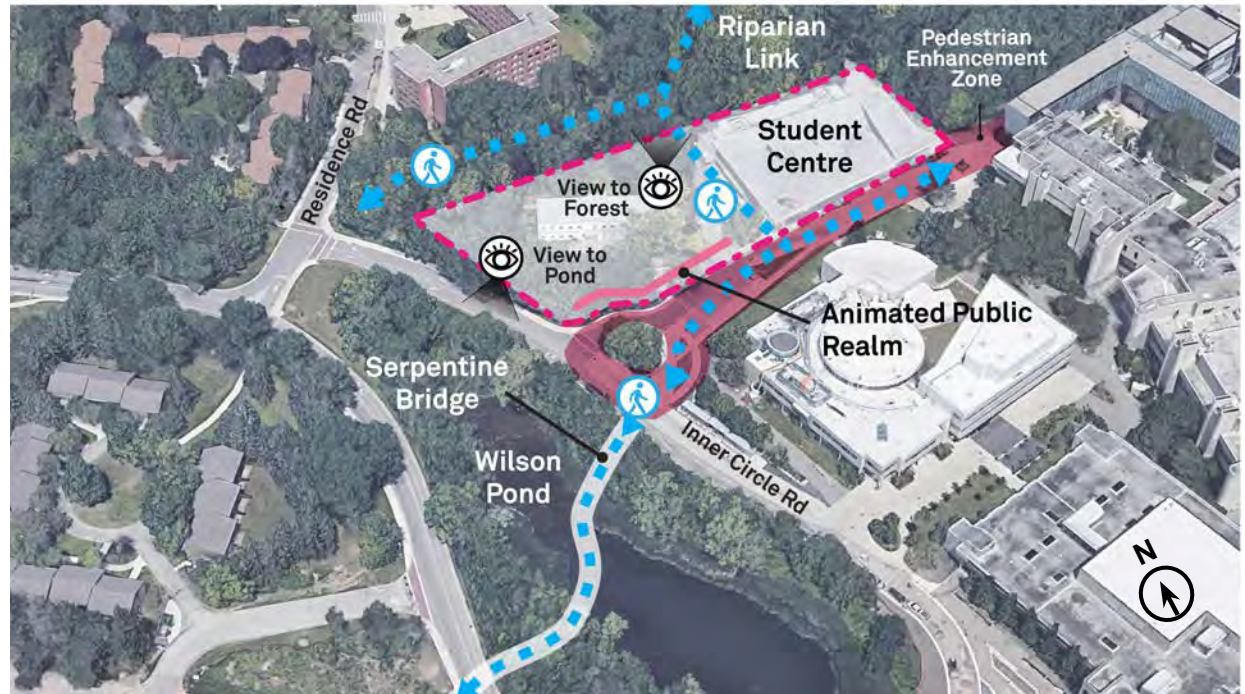 Riparian
Link
Pedestrian
Enhancement
Zone
Residence Rd
Student
Centre
View to
Forest
View to
Pond
Animated Public
Realm
Serpentine
Bridge
Wilson
Pond
Inner Circle Rd
N